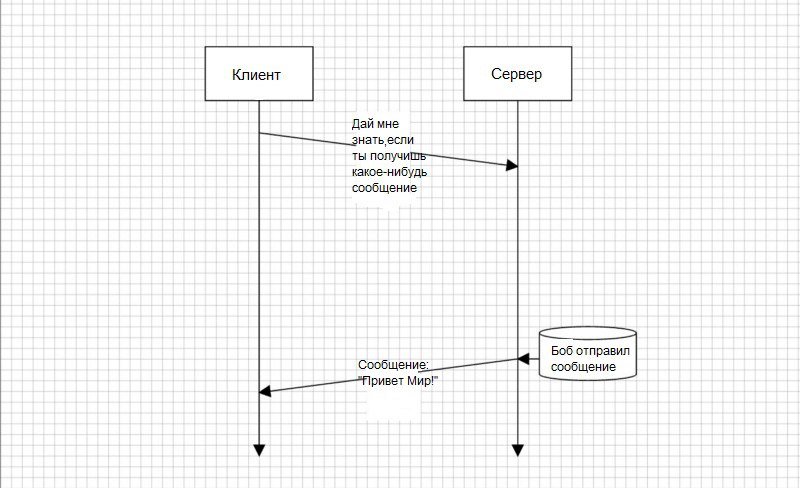 Клиент
Сервер
Дай мне
знать,если
ты получишь
какое-нибудь
сообщение
Боб отправил
сообщение
Сообщение:
"Привет Мир!"